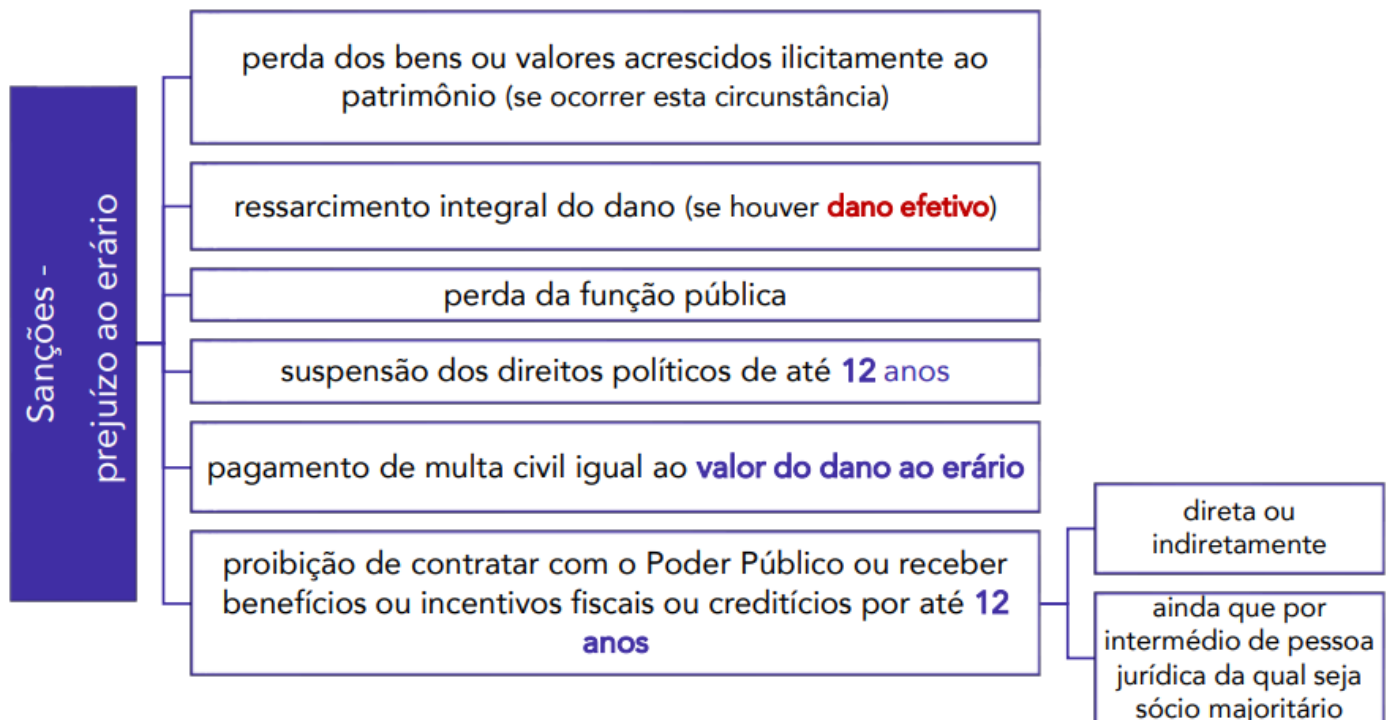 Sanções -
prejuízo ao erário
perda dos bens ou valores acrescidos ilicitamente ao
patrimônio (se ocorrer esta circunstância)
ressarcimento integral do dano (se houver dano efetivo)
perda da função pública
suspensão dos direitos políticos de até 12 anos
pagamento de multa civil igual ao valor do dano ao erário
proibição de contratar com o Poder Público ou receber
benefícios ou incentivos fiscais ou creditícios por até 12
anos
direta ou
indiretamente
ainda que por
intermédio de pessoa
jurídica da qual seja
sócio majoritário